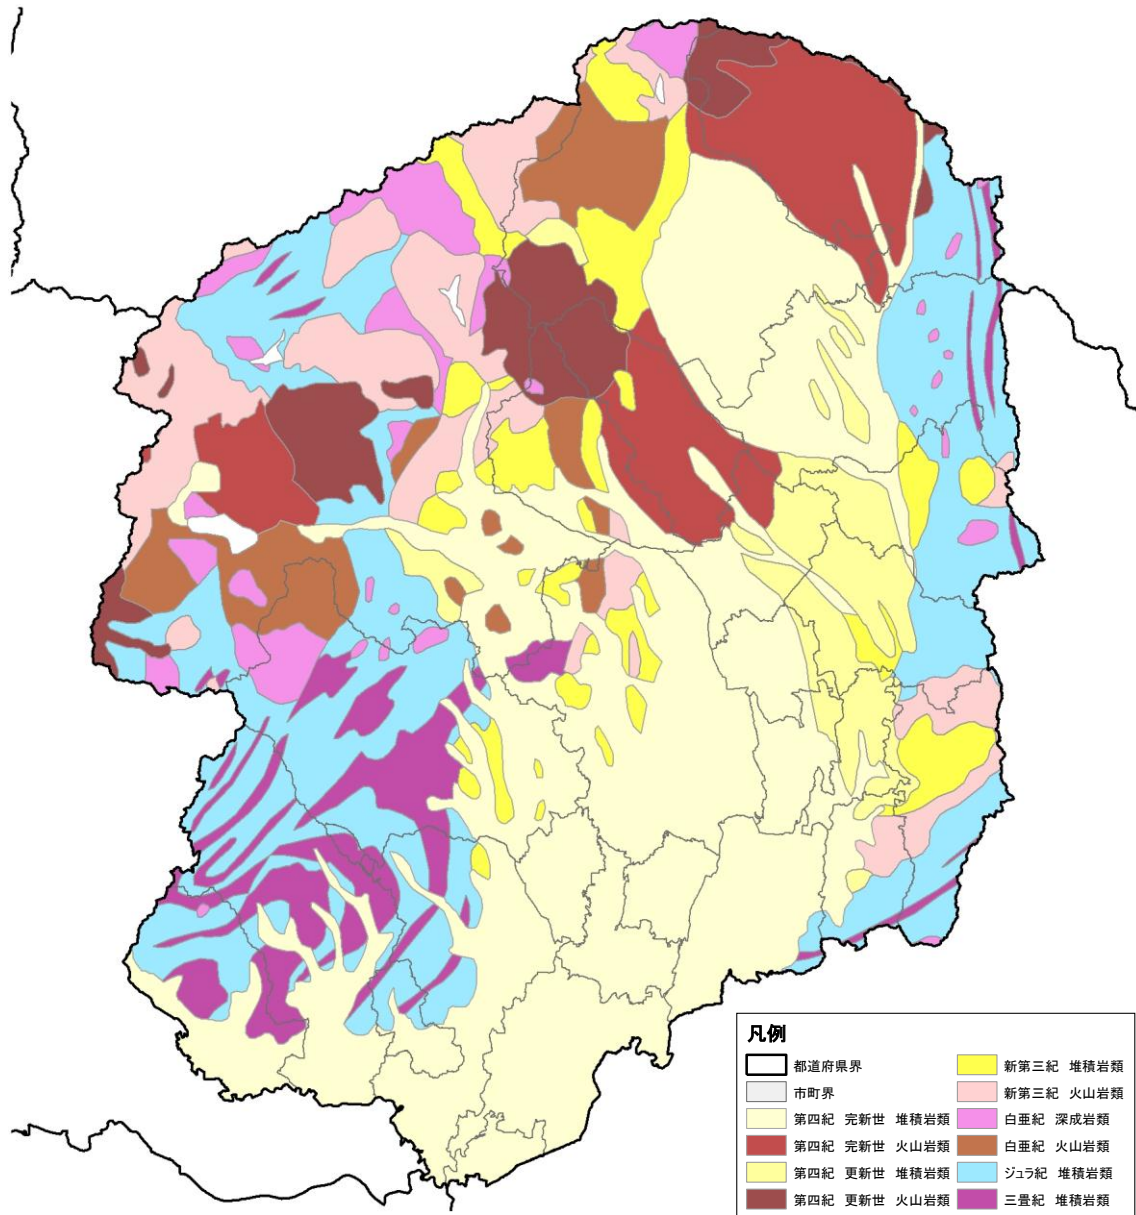 凡例
都道府県界
市町界
第四紀 完新世 堆積岩類
第四紀 完新世 火山岩類
第四紀 更新世 堆積岩類
第四紀 更新世 火山岩類
新第三紀 堆積岩類
新第三紀 火山岩類
白亜紀 深成岩類
白亜紀 火山岩類
ジュラ紀 堆積岩類
三畳紀 堆積岩類